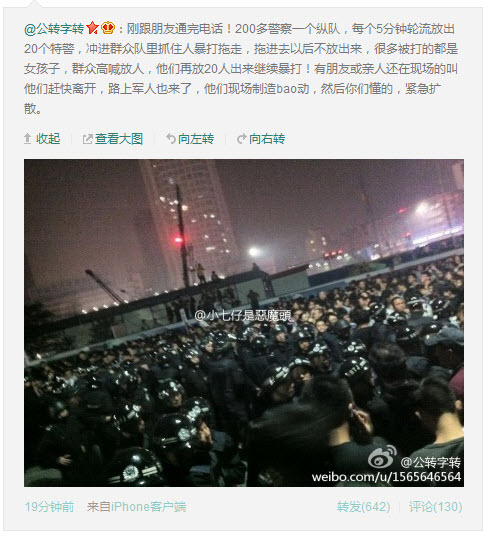 @公转字转：刚跟朋友通完电话！200多警察一个纵队，每个5分钟轮流放出
20个特警，冲进群众队里抓住人暴打拖走，拖进去以后不放出来，很多被打的都是
女孩子，群众高喊放人，他们再放20人出来继续暴打！有朋友或亲人还在现场的叫
他们赶快离开，路上军人也来了，他们现场制造bao动，然后你们懂的，紧急扩
散。
收起 查看大图 向左转 向右转
@小七仔是惡魔頭
@公转字转
weibo.com/u/1565646564
19分钟前 来自iPhone客户端 转发(642) 评论(130)